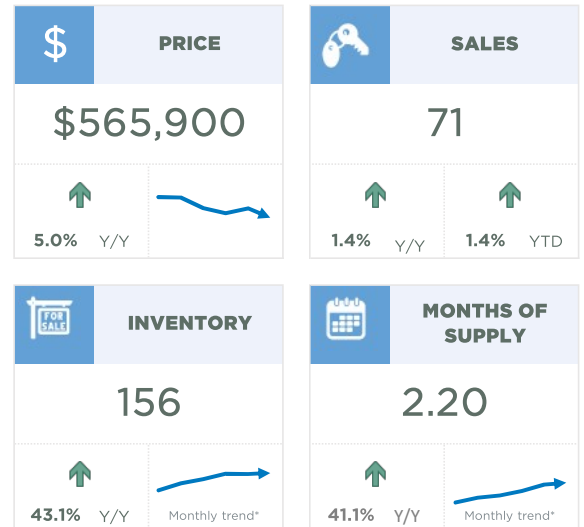 $
PRICE
$565,900
5.0% Y/Y
SALES
71
1.4% Y/Y
1.4% YTD
FOR
SALE
INVENTORY
156
43.1% Y/Y
Monthly trend*
MONTHS OF
SUPPLY
2.20
41.1% Y/Y
Monthly trend*